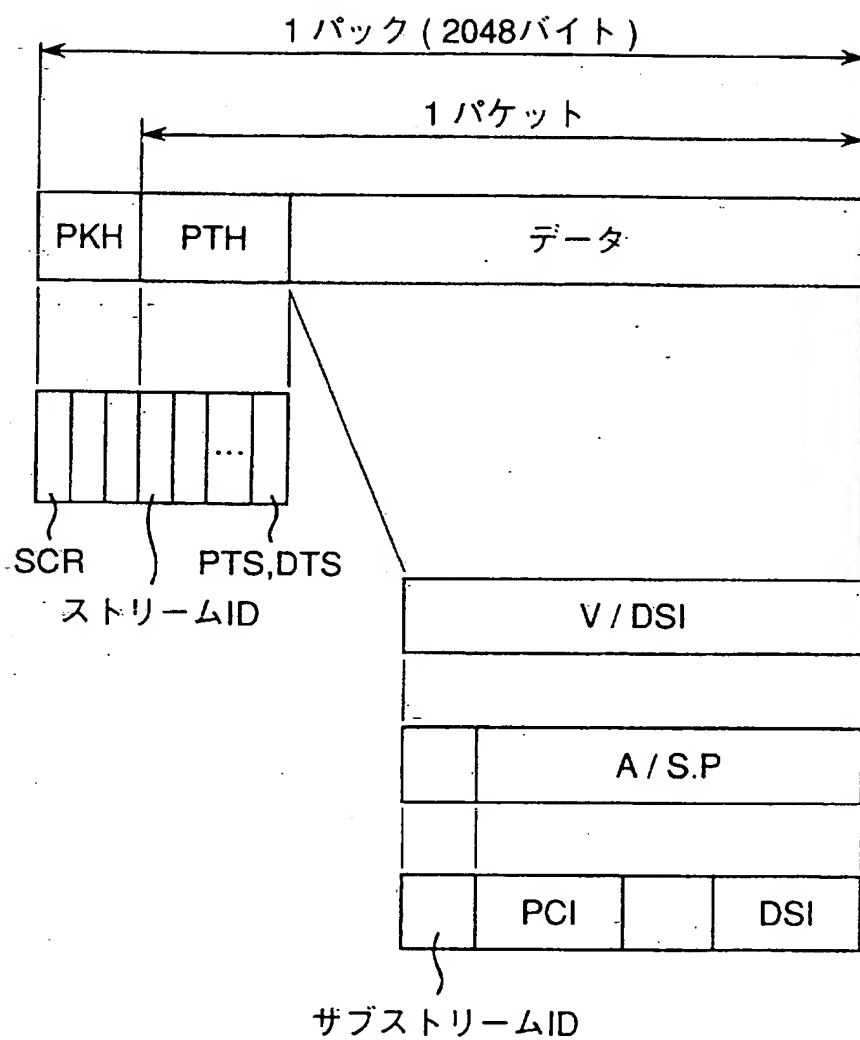 1 パック ( 2048バイト )
1 パケット
PKH PTH データ
...
SCR PTS,DTS
ストリームID
V / DSI
A / S.P
PCI DSI
サブストリームID